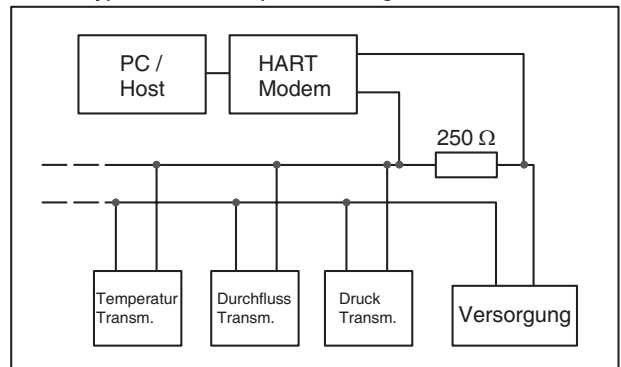 PC /
Host
HART
Modem
250 Ω
Temperatur
Transm.
Durchfluss
Transm.
Druck
Transm.
Versorgung